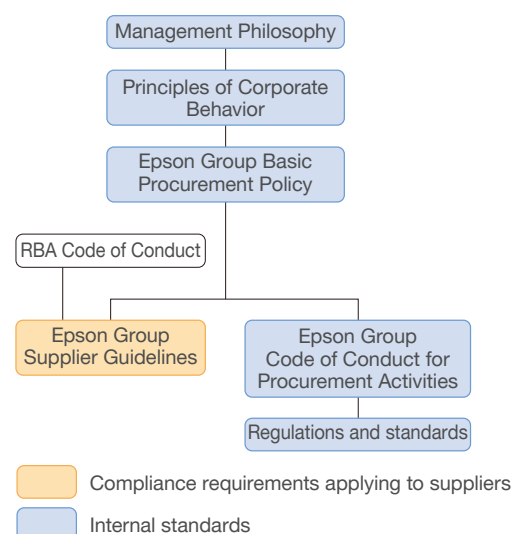 Management Philosophy
Principles of Corporate
Behavior
Epson Group Basic
Procurement Policy
RBA Code of Conduct
Epson Group
Supplier Guidelines
Epson Group
Code of Conduct for
Procurement Activities
Regulations and standards
Compliance requirements applying to suppliers
Internal standards